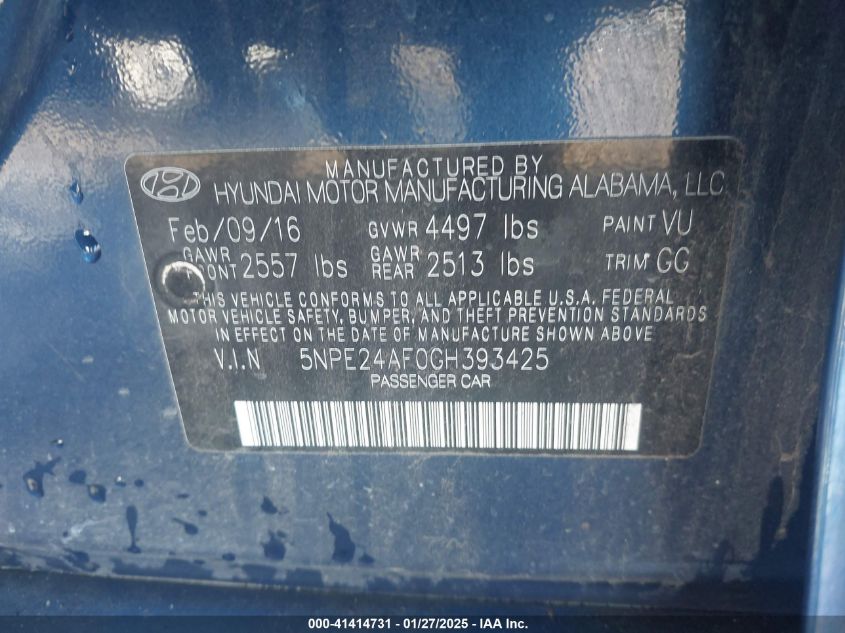 MANUFACTURED BY
HYUNDAI MOTOR MANUFACTURING ALABAMA, LLC
Feb/09/16 GVWR 4497 lbs PAINT VU
GAWR 2557 lbs GAWR REAR 2513 lbs TRIM GG
THIS VEHICLE CONFORMS TO ALL APPLICABLE U.S.A. FEDERAL
MOTOR VEHICLE SAFETY, BUMPER, AND THEFT PREVENTION STANDARDS
IN EFFECT ON THE DATE OF MANUFACTURE SHOWN ABOVE
V.I.N 5NPE24AF0GH393425
PASSENGER CAR
000-41414731 - 01/27/2025 - IAA Inc.